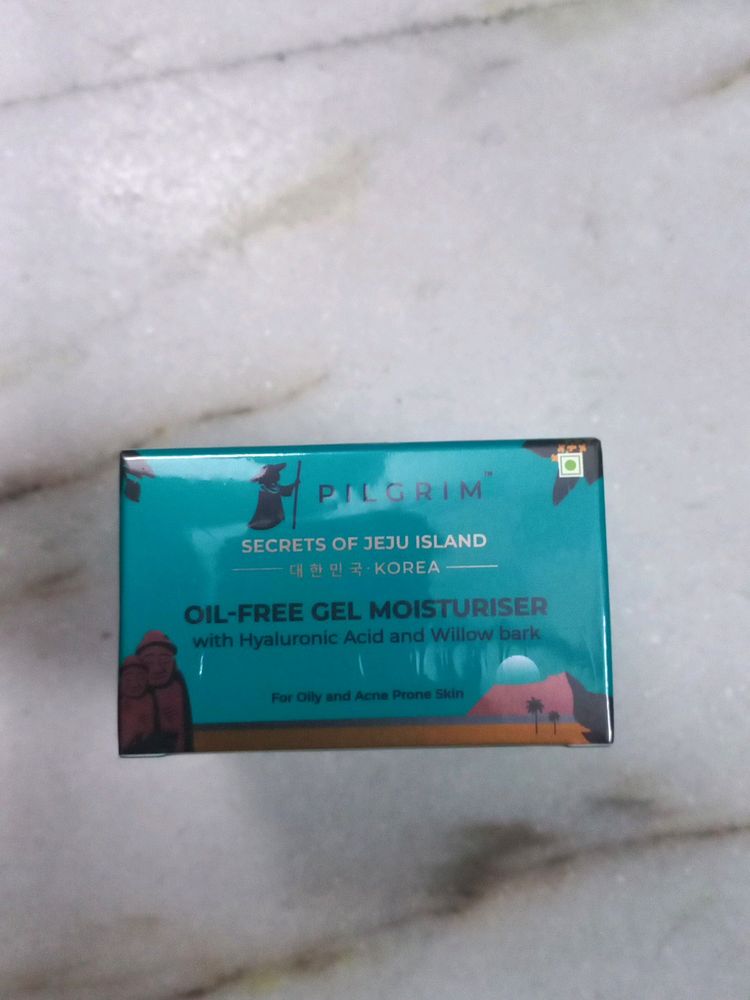 PILGRIM™
SECRETS OF JEJU ISLAND
대한민국·KOREA
OIL-FREE GEL MOISTURISER
with Hyaluronic Acid and Willow bark
For Oily and Acne Prone Skin